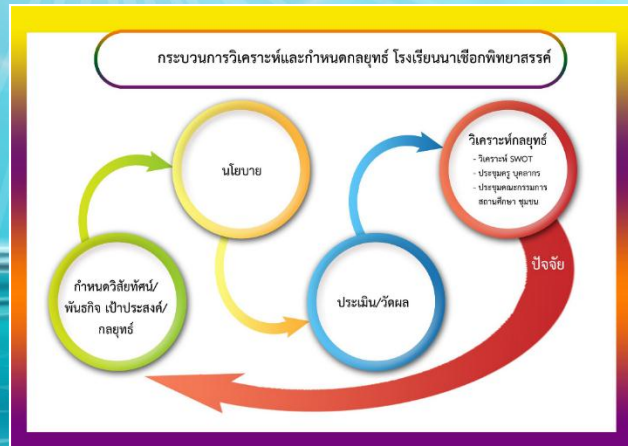 กระบวนการวิเคราะห์และกำหนดกลยุทธ์ โรงเรียนนาเชือกพิทยาสรรค์
นโยบาย
วิเคราะห์กลยุทธ์
- วิเคราะห์ SWOT
- ประชุมครู บุคลากร
- ประชุมคณะกรรมการ
สถานศึกษา ชุมชน
ปัจจัย
กำหนดวิสัยทัศน์/
พันธกิจ เป้าประสงค์/
กลยุทธ์
ประเมิน/วัดผล